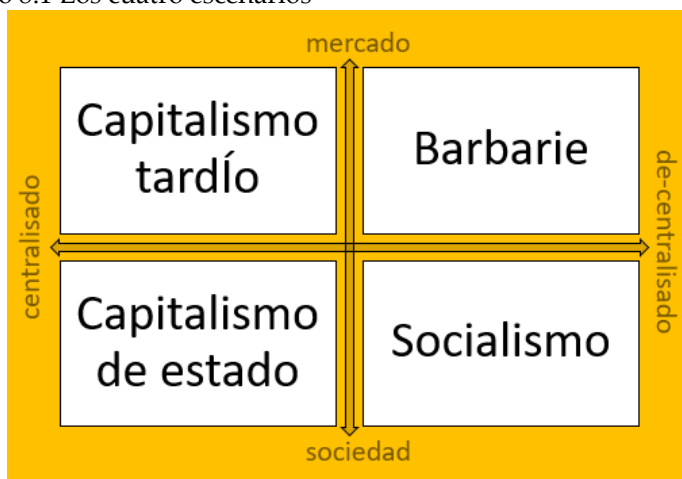 6.1 Los cuatro escenarios
mercado
Capitalismo
tardÍo
Barbarie
centralisado
de-centralisado
Capitalismo
de estado
Socialismo
sociedad